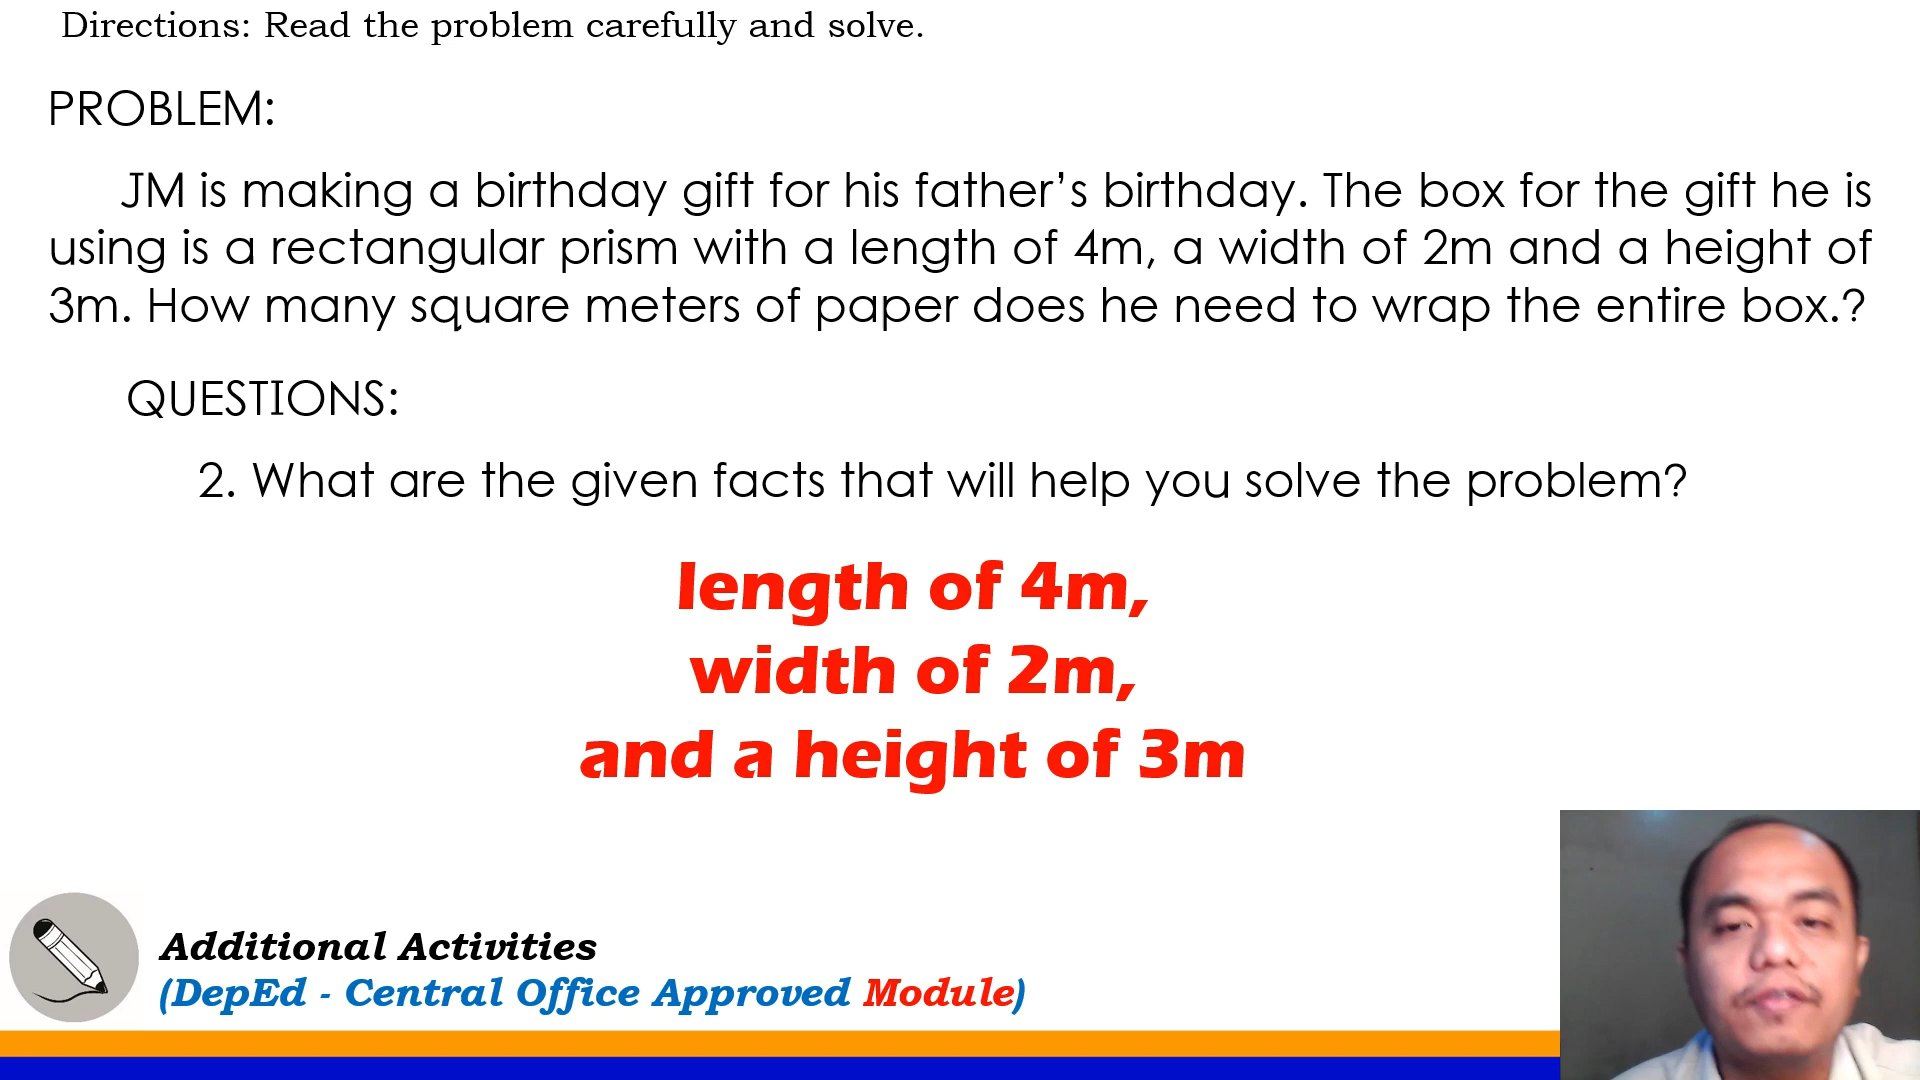 Directions: Read the problem carefully and solve.
PROBLEM:
JM is making a birthday gift for his father’s birthday. The box for the gift he is
using is a rectangular prism with a length of 4m, a width of 2m and a height of
3m. How many square meters of paper does he need to wrap the entire box.?
QUESTIONS:
2. What are the given facts that will help you solve the problem?
length of 4m,
width of 2m,
and a height of 3m
Additional Activities
(DepEd - Central Office Approved Module)